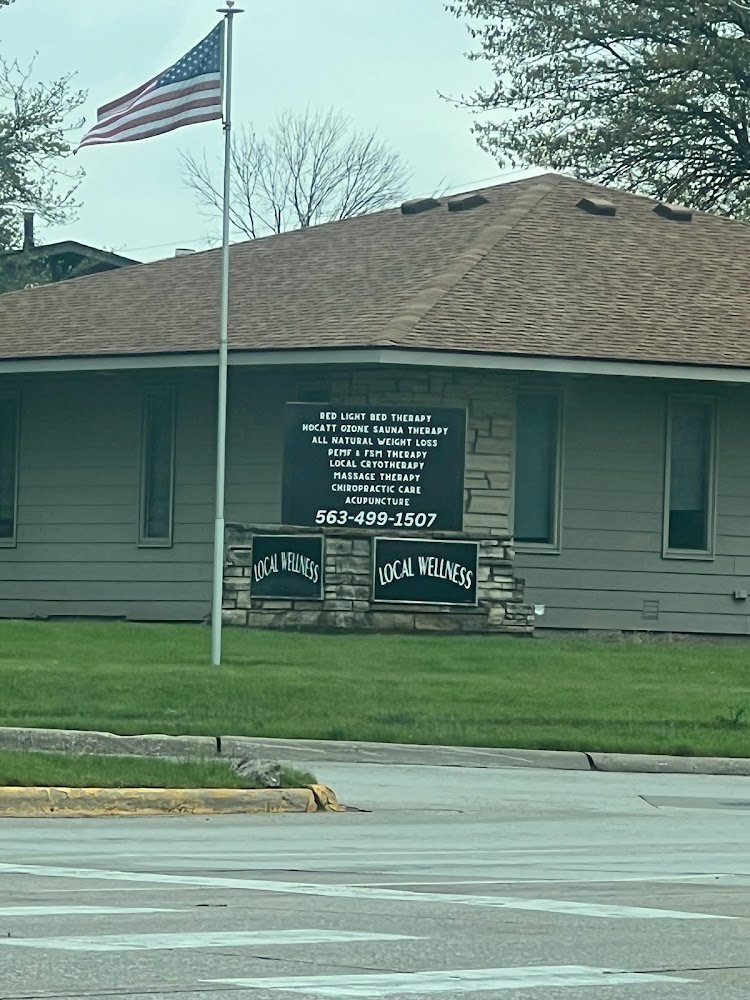 RED LIGHT BED THERAPY
HOCATT OZONE SAUNA THERAPY
ALL NATURAL WEIGHT LOSS
PEMF & FSM THERAPY
LOCAL CRYOTHERAPY
MASSAGE THERAPY
CHIROPRACTIC CARE
ACUPUNCTURE
563-499-1507
LOCAL WELLNESS
LOCAL WELLNESS